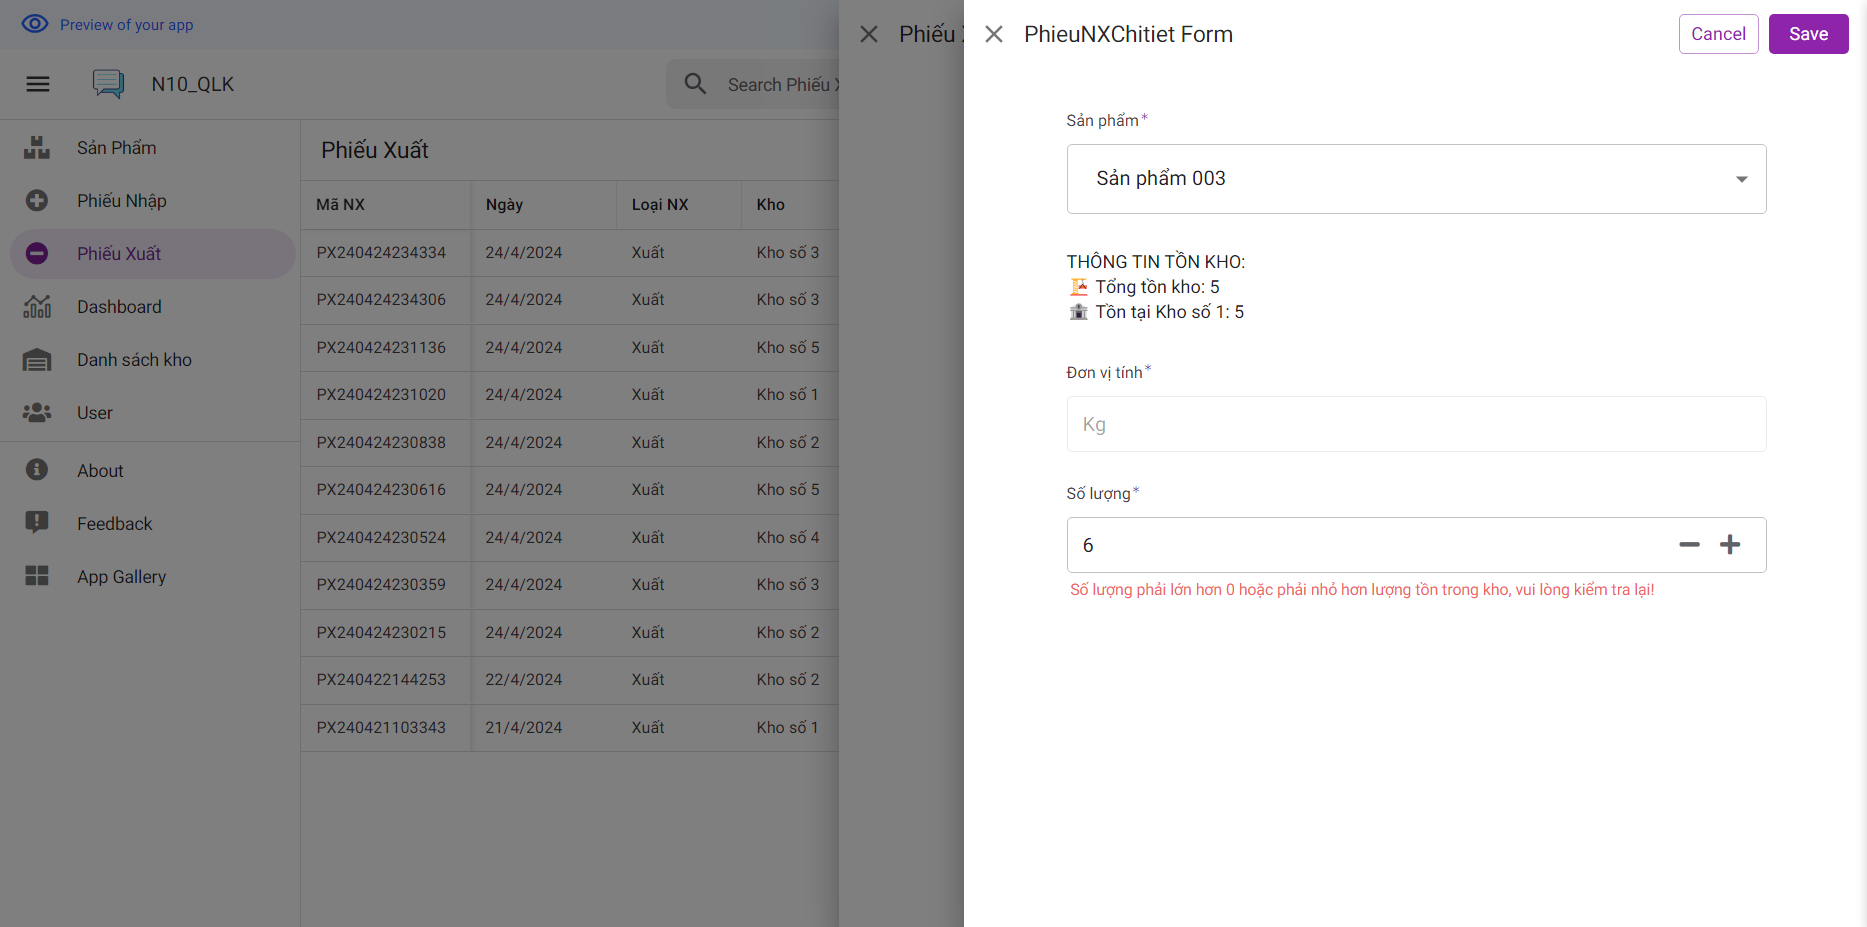 Preview of your app
N10_QLK
Search Phiếu X
Sản Phẩm
Phiếu Nhập
Phiếu Xuất
Dashboard
Danh sách kho
User
About
Feedback
App Gallery
Phiếu Xuất
Mã NX Ngày Loại NX Kho
PX240424234334 24/4/2024 Xuất Kho số 3
PX240424234306 24/4/2024 Xuất Kho số 3
PX240424231136 24/4/2024 Xuất Kho số 5
PX240424231020 24/4/2024 Xuất Kho số 1
PX240424230838 24/4/2024 Xuất Kho số 2
PX240424230616 24/4/2024 Xuất Kho số 5
PX240424230524 24/4/2024 Xuất Kho số 4
PX240424230359 24/4/2024 Xuất Kho số 3
PX240424230215 24/4/2024 Xuất Kho số 2
PX240422144253 22/4/2024 Xuất Kho số 2
PX240421103343 21/4/2024 Xuất Kho số 1
Phiếu X
PhieuNXChitiet Form
Cancel
Save
Sản phẩm*
Sản phẩm 003
THÔNG TIN TỒN KHO:
Tổng tồn kho: 5
Tồn tại Kho số 1: 5
Đơn vị tính*
Kg
Số lượng*
6
Số lượng phải lớn hơn 0 hoặc phải nhỏ hơn lượng tồn trong kho, vui lòng kiểm tra lại!